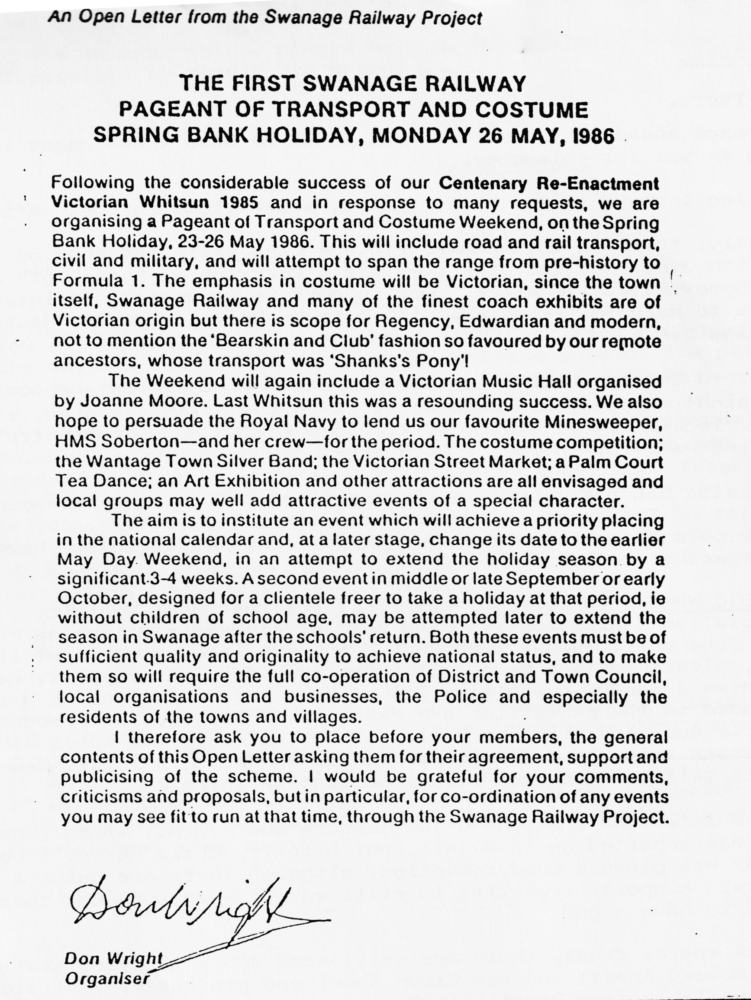 An Open Letter from the Swanage Railway Project
THE FIRST SWANAGE RAILWAY
PAGEANT OF TRANSPORT AND COSTUME
SPRING BANK HOLIDAY, MONDAY 26 MAY, 1986
Following the considerable success of our Centenary Re-Enactment
Victorian Whitsun 1985 and in response to many requests, we are
organising a Pageant of Transport and Costume Weekend, on the Spring
Bank Holiday, 23-26 May 1986. This will include road and rail transport,
civil and military, and will attempt to span the range from pre-history to
Formula 1. The emphasis in costume will be Victorian, since the town
itself, Swanage Railway and many of the finest coach exhibits are of
Victorian origin but there is scope for Regency, Edwardian and modern,
not to mention the 'Bearskin and Club' fashion so favoured by our remote
ancestors, whose transport was 'Shanks's Pony'!
The Weekend will again include a Victorian Music Hall organised
by Joanne Moore. Last Whitsun this was a resounding success. We also
hope to persuade the Royal Navy to lend us our favourite Minesweeper,
HMS Soberton—and her crew—for the period. The costume competition;
the Wantage Town Silver Band; the Victorian Street Market; a Palm Court
Tea Dance; an Art Exhibition and other attractions are all envisaged and
local groups may well add attractive events of a special character.
The aim is to institute an event which will achieve a priority placing
in the national calendar and, at a later stage, change its date to the earlier
May Day Weekend, in an attempt to extend the holiday season by a
significant 3-4 weeks. A second event in middle or late September or early
October, designed for a clientele freer to take a holiday at that period, ie
without children of school age, may be attempted later to extend the
season in Swanage after the schools' return. Both these events must be of
sufficient quality and originality to achieve national status, and to make
them so will require the full co-operation of District and Town Council,
local organisations and businesses, the Police and especially the
residents of the towns and villages.
I therefore ask you to place before your members, the general
contents of this Open Letter asking them for their agreement, support and
publicising of the scheme. I would be grateful for your comments,
criticisms and proposals, but in particular, for co-ordination of any events
you may see fit to run at that time, through the Swanage Railway Project.
Don Wright
Don Wright
Organiser